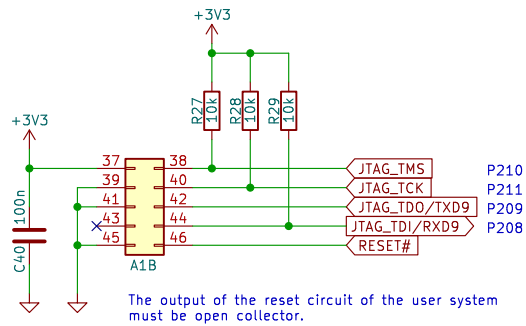 +3V3
R27 10k R28 10k R29 10k
+3V3
37 38 JTAG_TMS P210
39 40 JTAG_TCK P211
41 42 JTAG_TDO/TXD9 P209
43 44 JTAG_TDI/RXD9 P208
45 46 RESET#
C40 100n
A1B
The output of the reset circuit of the user system
must be open collector.